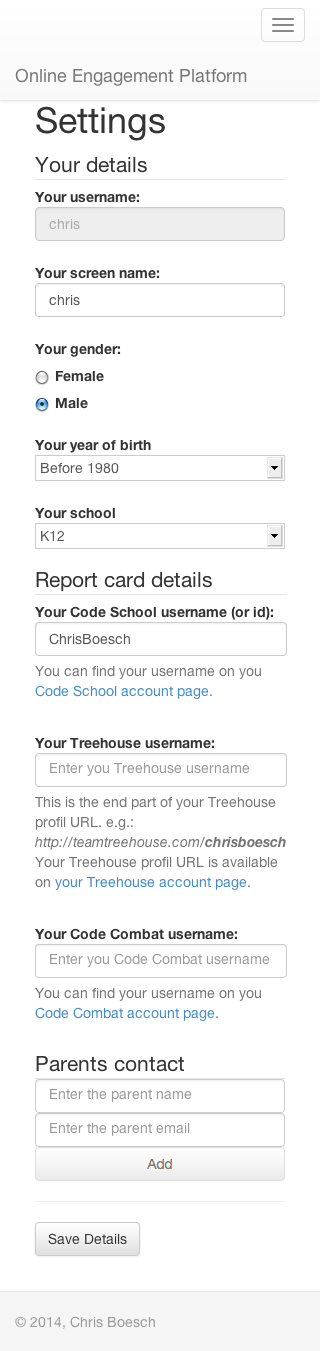 Online Engagement Platform
Settings
Your details
Your username:
chris
Your screen name:
chris
Your gender:
Female
Male
Your year of birth
Before 1980
Your school
K12
Report card details
Your Code School username (or id):
ChrisBoesch
You can find your username on you
Code School account page.
Your Treehouse username:
Enter you Treehouse username
This is the end part of your Treehouse
profil URL. e.g.:
http://teamtreehouse.com/chrisboesch
Your Treehouse profil URL is available
on your Treehouse account page.
Your Code Combat username:
Enter you Code Combat username
You can find your username on you
Code Combat account page.
Parents contact
Enter the parent name
Enter the parent email
Add
Save Details
© 2014, Chris Boesch